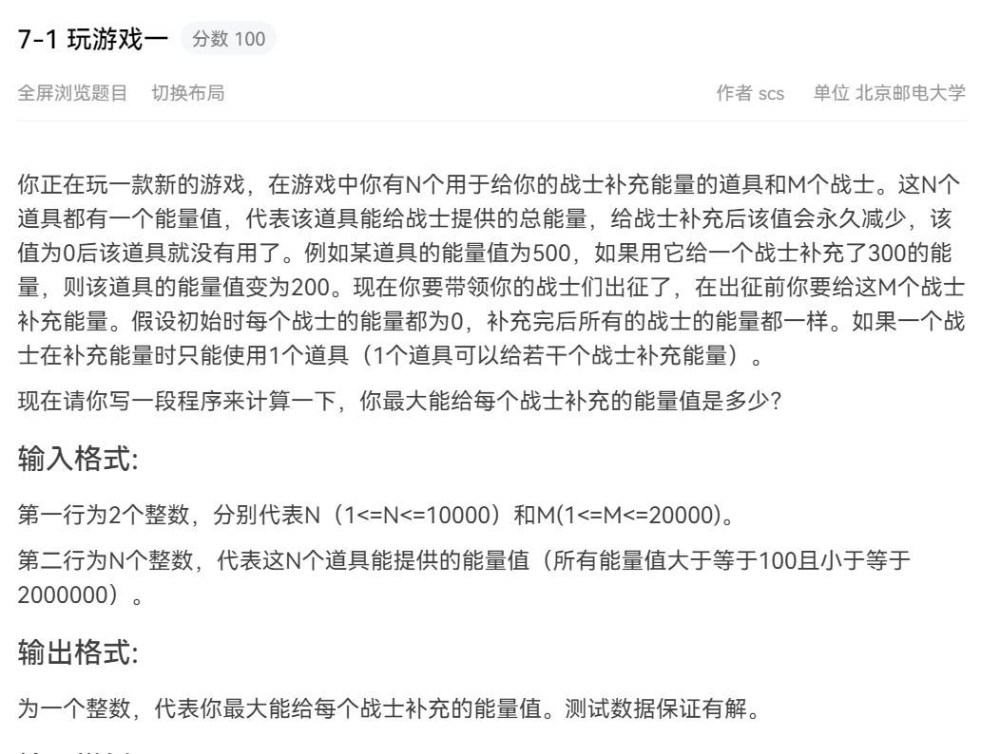 7-1 玩游戏一 分数 100
全屏浏览题目 切换布局 作者 scs 单位 北京邮电大学
你正在玩一款新的游戏，在游戏中你有N个用于给你的战士补充能量的道具和M个战士。这N个
道具都有一个能量值，代表该道具能给战士提供的总能量，给战士补充后该值会永久减少，该
值为0后该道具就没有用了。例如某道具的能量值为500，如果用它给一个战士补充了300的能
量，则该道具的能量值变为200。现在你要带领你的战士们出征了，在出征前你要给这M个战士
补充能量。假设初始时每个战士的能量都为0，补充完后所有的战士的能量都一样。如果一个战
士在补充能量时只能使用1个道具（1个道具可以给若干个战士补充能量）。
现在请你写一段程序来计算一下，你最大能给每个战士补充的能量值是多少？
输入格式:
第一行为2个整数，分别代表N（1<=N<=10000）和M(1<=M<=20000)。
第二行为N个整数，代表这N个道具能提供的能量值（所有能量值大于等于100且小于等于
2000000）。
输出格式:
为一个整数，代表你最大能给每个战士补充的能量值。测试数据保证有解。